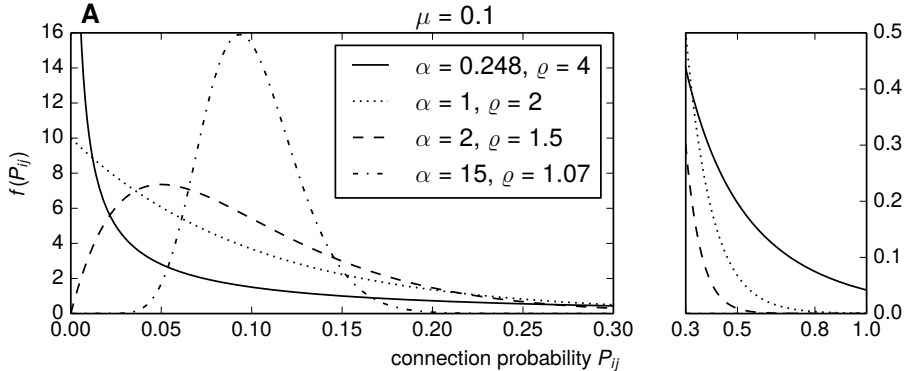 A
μ = 0.1
16
14
12
10
8
6
4
2
0
f(P_ij)
α = 0.248, ϱ = 4
α = 1, ϱ = 2
α = 2, ϱ = 1.5
α = 15, ϱ = 1.07
0.00 0.05 0.10 0.15 0.20 0.25 0.30
0.5
0.4
0.3
0.2
0.1
0.0
0.3 0.5 0.8 1.0
connection probability P_ij